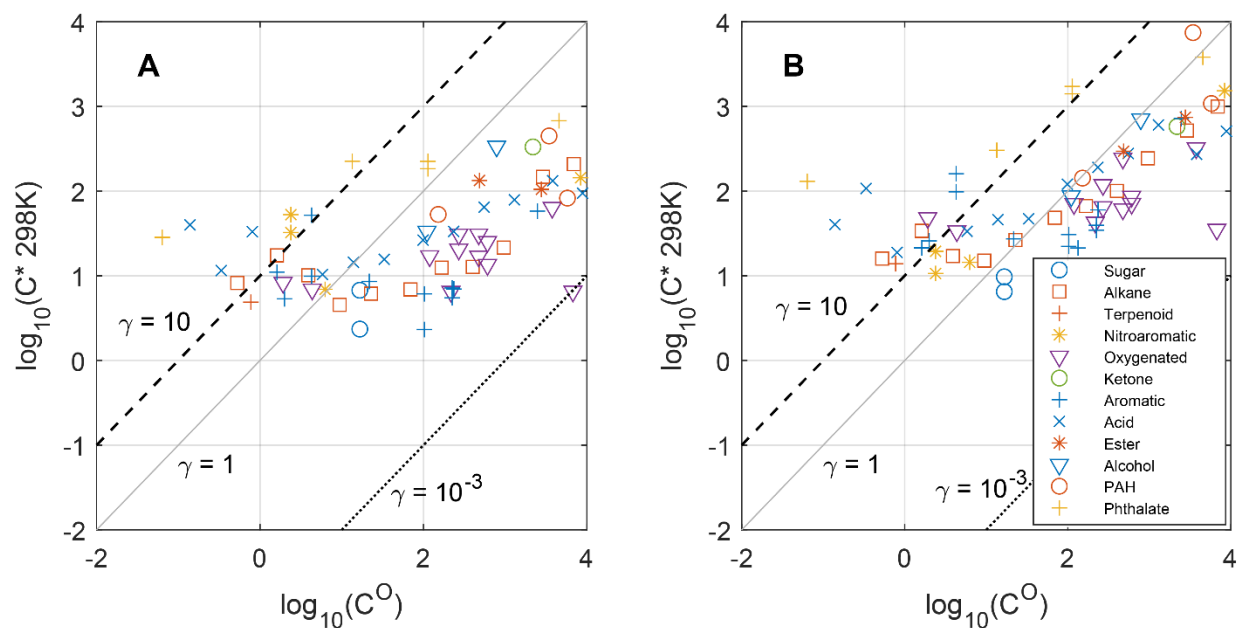 A
4
3
2
1
0
-1
-2
log10(C* 298K)
γ = 10
γ = 1
γ = 10-3
-2
0
2
4
log10(CO)
B
4
3
2
1
0
-1
-2
log10(C* 298K)
γ = 10
γ = 1
γ = 10-3
Sugar
Alkane
Terpenoid
Nitroaromatic
Oxygenated
Ketone
Aromatic
Acid
Ester
Alcohol
PAH
Phthalate
-2
0
2
4
log10(CO)